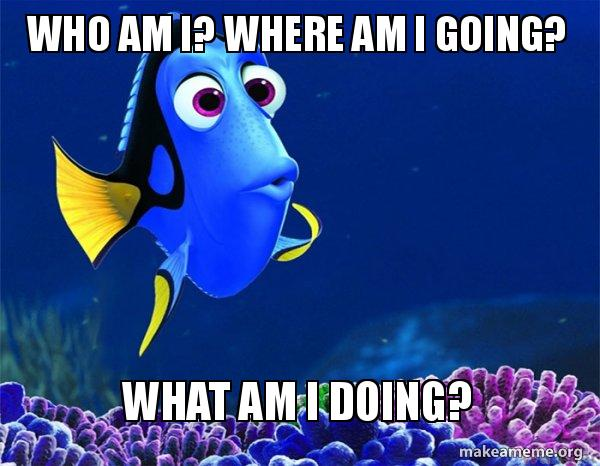 WHO AM I? WHERE AM I GOING?
WHAT AM I DOING?
makeameme.org